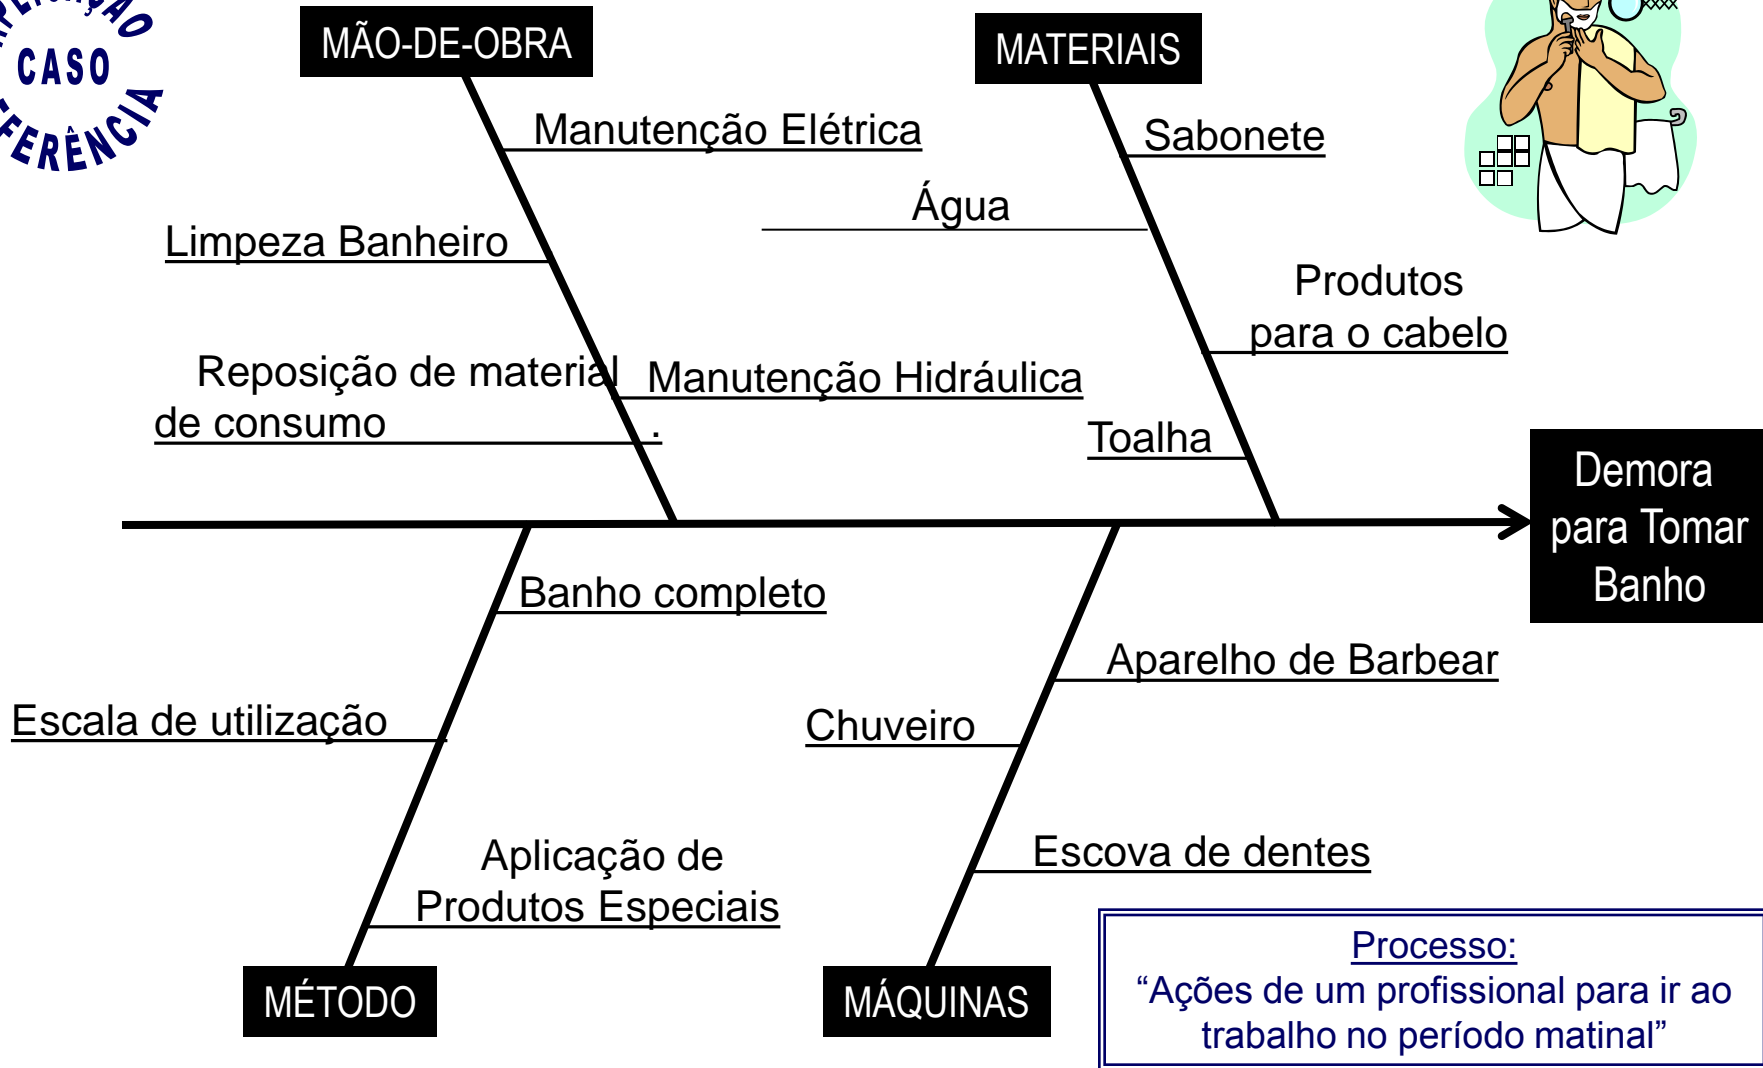 CASO
MÃO-DE-OBRA
MATERIAIS
Manutenção Elétrica
Sabonete
Água
Limpeza Banheiro
Produtos
para o cabelo
Reposição de material
de consumo .
Manutenção Hidráulica
Toalha
Demora
para Tomar
Banho
Banho completo
Aparelho de Barbear
Escala de utilização
Chuveiro
Aplicação de
Produtos Especiais
Escova de dentes
MÉTODO
MÁQUINAS
Processo:
“Ações de um profissional para ir ao
trabalho no período matinal”